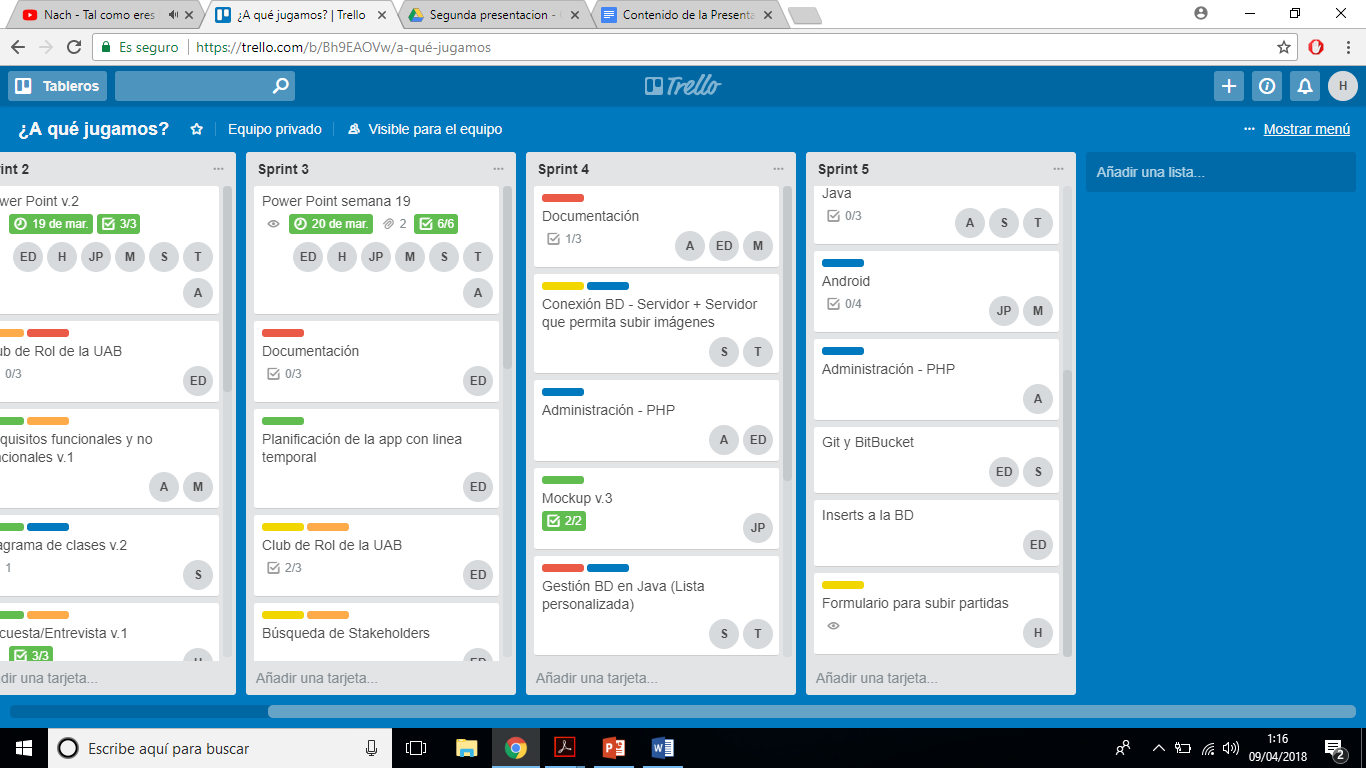 Nach - Tal como eres
¿A qué jugamos? | Trello
Segunda presentacion -
Contenido de la Presenta
Es seguro
https://trello.com/b/Bh9EAOVw/a-qué-jugamos
Tableros
Trello
H
¿A qué jugamos?
Equipo privado
Visible para el equipo
Mostrar menú
int 2
wer Point v.2
19 de mar.
3/3
ED H JP M S T
A
ub de Rol de la UAB
0/3
ED
quisitos funcionales y no
cionales v.1
A M
agrama de clases v.2
1
S
cuesta/Entrevista v.1
3/3
dir una tarjeta...
Sprint 3
Power Point semana 19
20 de mar.
2
6/6
ED H JP M S T
A
Documentación
0/3
ED
Planificación de la app con linea
temporal
ED
Club de Rol de la UAB
2/3
ED
Búsqueda de Stakeholders
ED
Añadir una tarjeta...
Sprint 4
Documentación
1/3
A ED M
Conexión BD - Servidor + Servidor
que permita subir imágenes
S T
Administración - PHP
A ED
Mockup v.3
2/2
JP
Gestión BD en Java (Lista
personalizada)
S T
Añadir una tarjeta...
Sprint 5
Java
0/3
A S T
Android
0/4
JP M
Administración - PHP
A
Git y BitBucket
ED S
Inserts a la BD
ED
Formulario para subir partidas
H
Añadir una tarjeta...
Añadir una lista...
Escribe aquí para buscar
1:16
09/04/2018
2